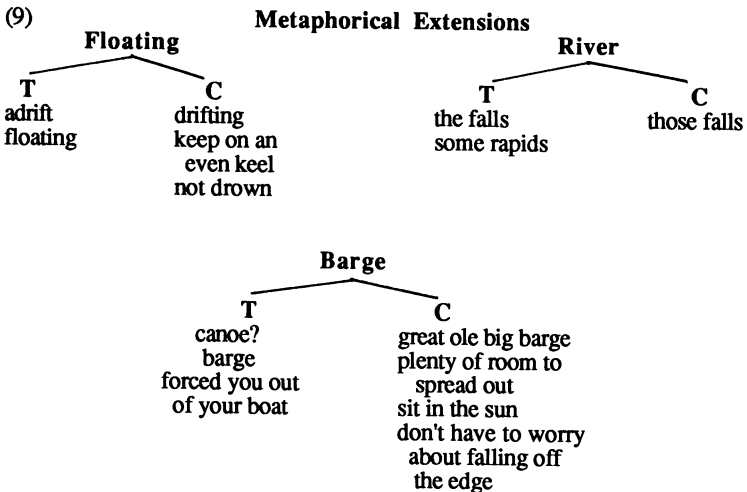 (9)
Metaphorical Extensions
Floating
T
adrift
floating
C
drifting
keep on an
even keel
not drown
River
T
the falls
some rapids
C
those falls
Barge
T
canoe?
barge
forced you out
of your boat
C
great ole big barge
plenty of room to
spread out
sit in the sun
don't have to worry
about falling off
the edge